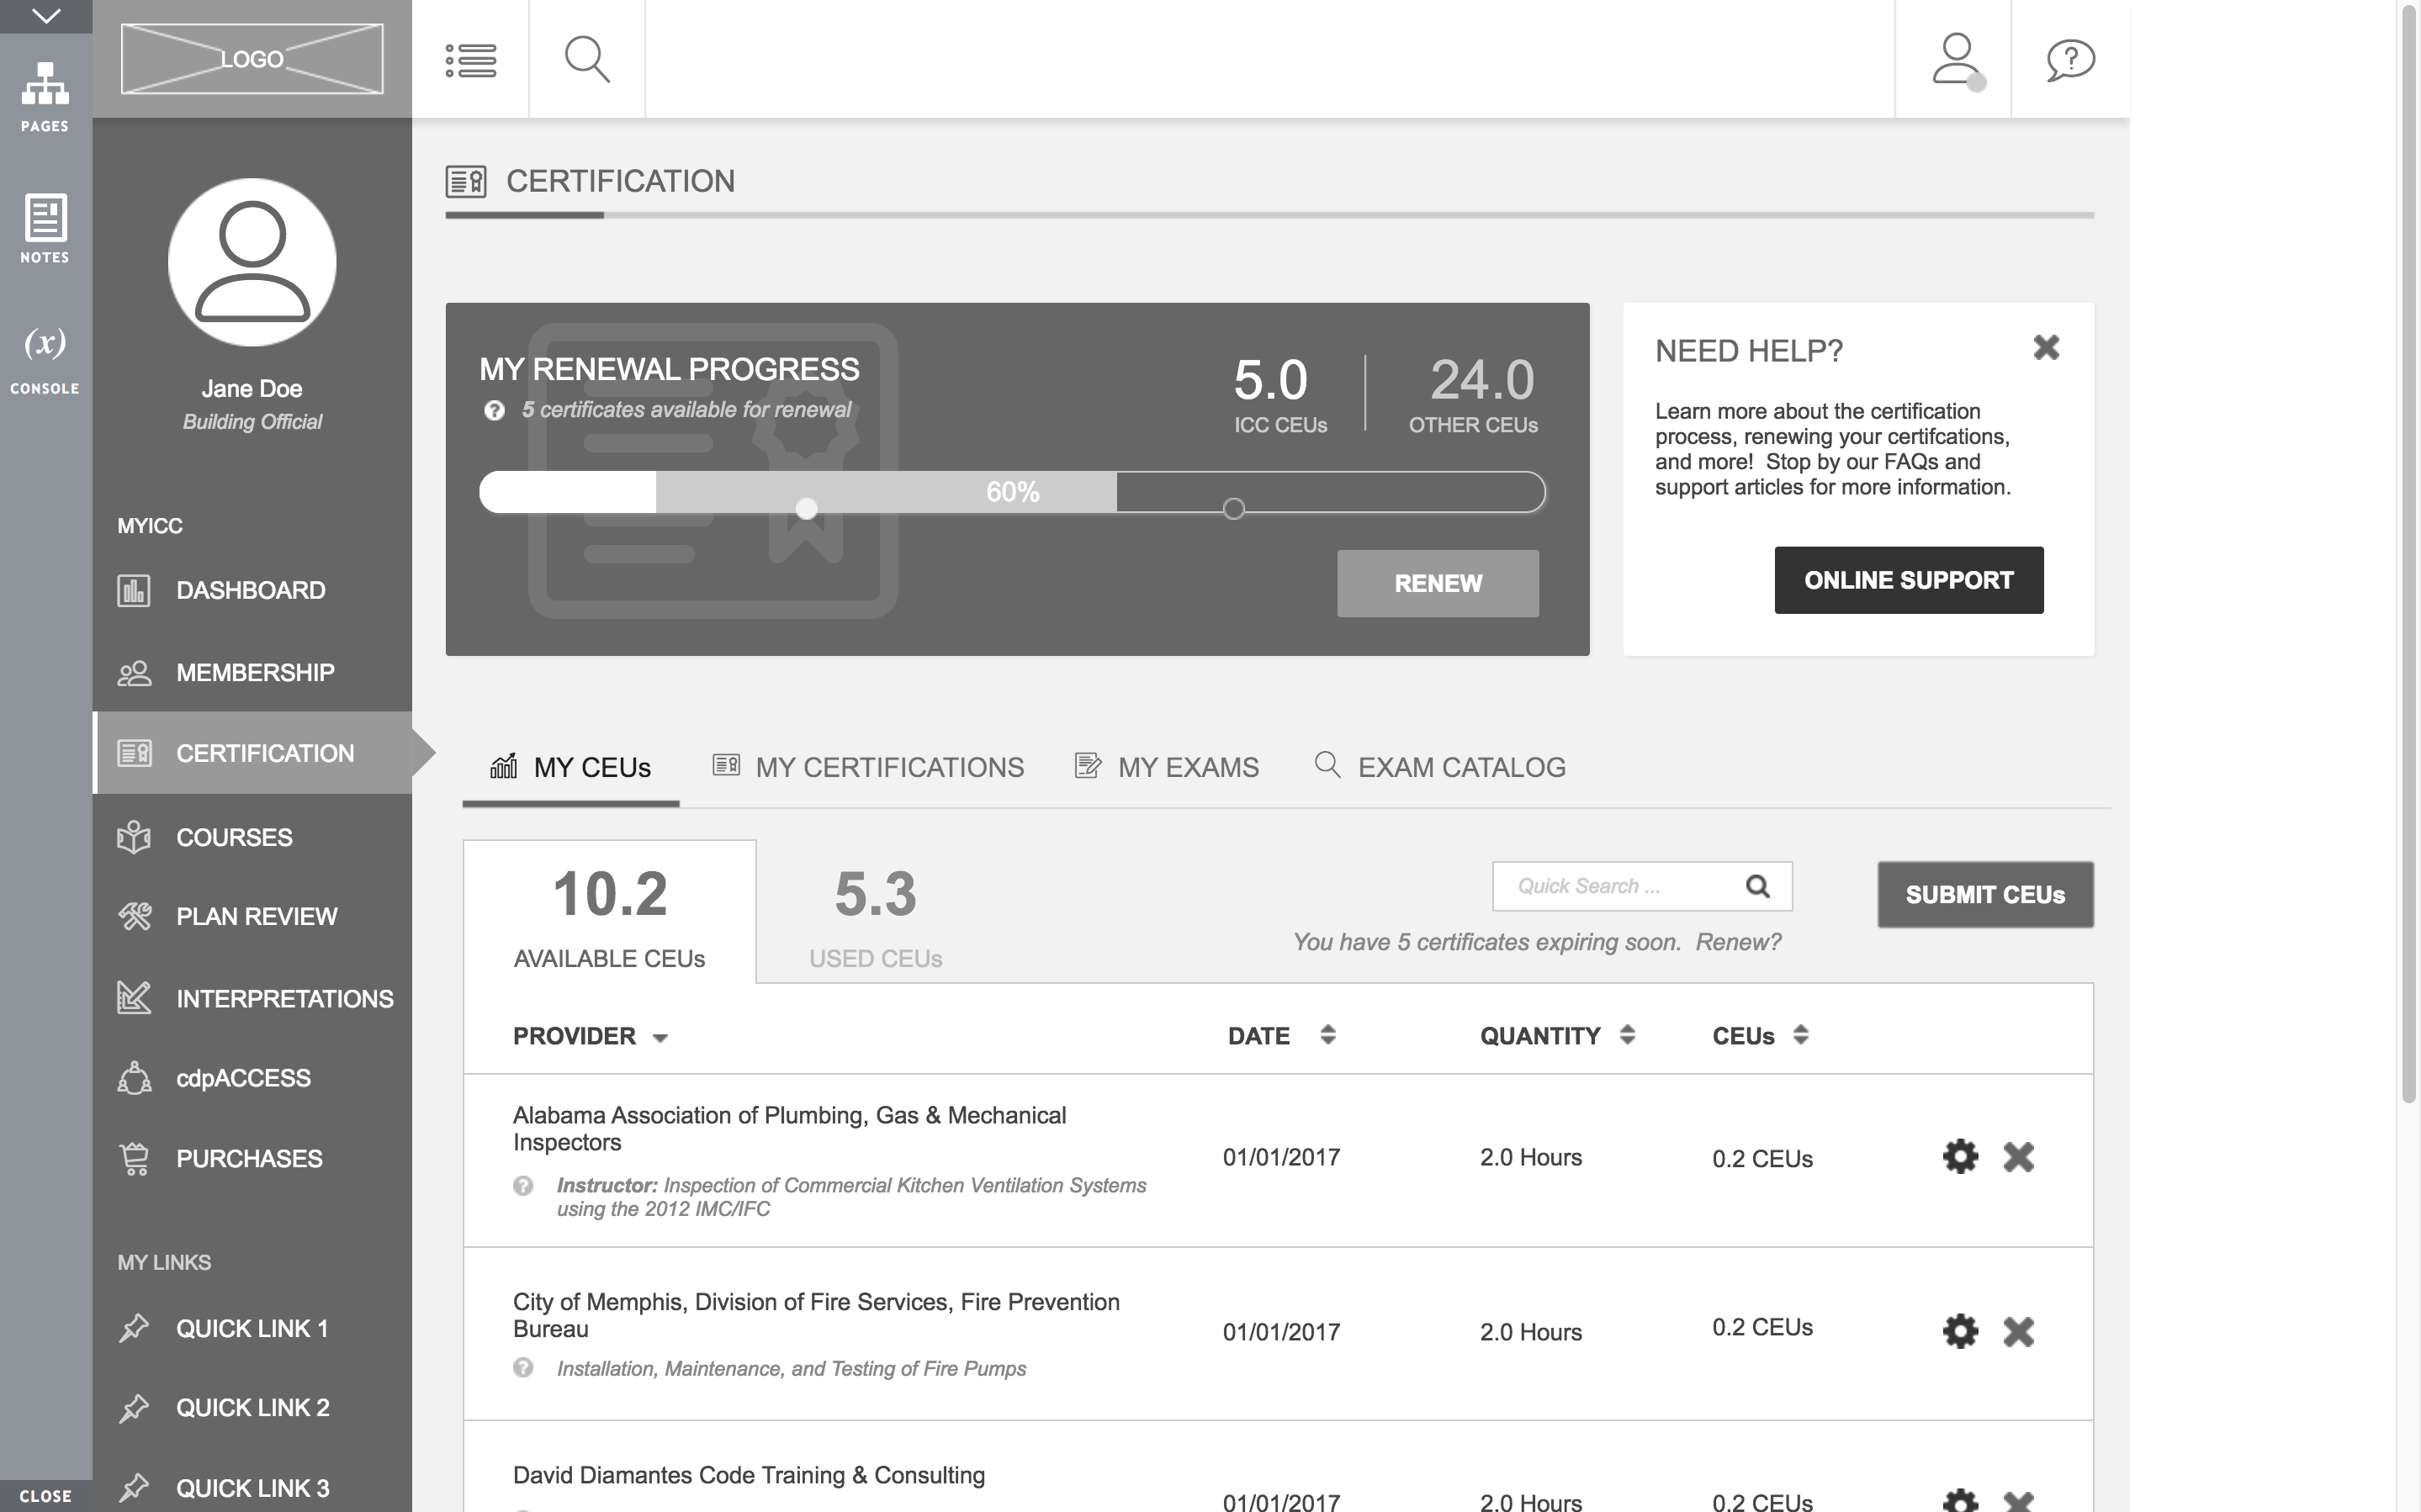 PAGES
NOTES
(x)
CONSOLE
CLOSE
LOGO
Jane Doe
Building Official
MYICC
DASHBOARD
MEMBERSHIP
CERTIFICATION
COURSES
PLAN REVIEW
INTERPRETATIONS
cdpACCESS
PURCHASES
MY LINKS
QUICK LINK 1
QUICK LINK 2
QUICK LINK 3
CERTIFICATION
MY RENEWAL PROGRESS
5 certificates available for renewal
5.0
ICC CEUs
24.0
OTHER CEUs
60%
RENEW
NEED HELP?
Learn more about the certification
process, renewing your certifcations,
and more!  Stop by our FAQs and
support articles for more information.
ONLINE SUPPORT
MY CEUs
MY CERTIFICATIONS
MY EXAMS
EXAM CATALOG
10.2
AVAILABLE CEUs
5.3
USED CEUs
Quick Search ...
You have 5 certificates expiring soon.  Renew?
SUBMIT CEUs
PROVIDER DATE QUANTITY CEUs
Alabama Association of Plumbing, Gas & Mechanical
Inspectors
Instructor: Inspection of Commercial Kitchen Ventilation Systems
using the 2012 IMC/IFC
01/01/2017 2.0 Hours 0.2 CEUs
City of Memphis, Division of Fire Services, Fire Prevention
Bureau
Installation, Maintenance, and Testing of Fire Pumps
01/01/2017 2.0 Hours 0.2 CEUs
David Diamantes Code Training & Consulting
01/01/2017 2.0 Hours 0.2 CEUs